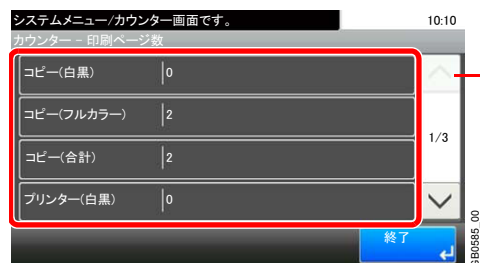 システムメニュー/カウンター画面です。
10:10
カウンター - 印刷ページ数
コピー(白黒) 0
コピー(フルカラー) 2
コピー(合計) 2
プリンター(白黒) 0
1/3
終了
GB0585_00